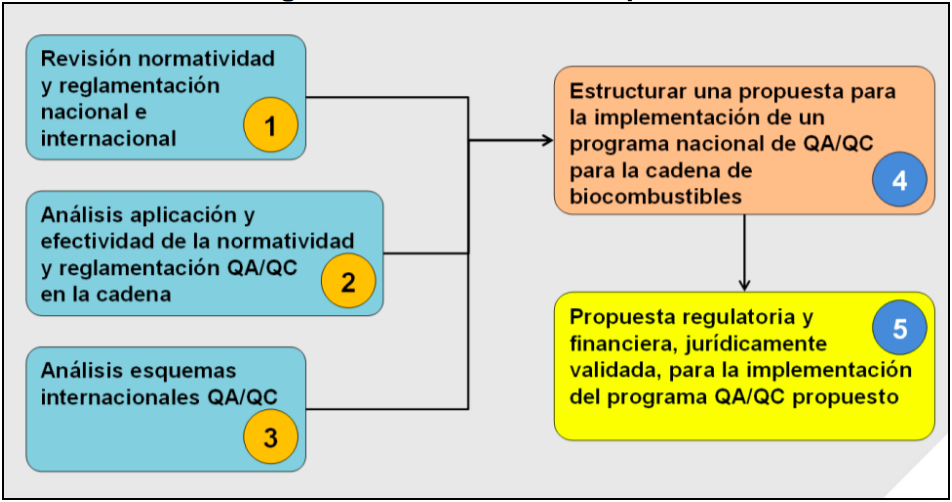 Revisión normatividad
y reglamentación
nacional e
internacional
1
Análisis aplicación y
efectividad de la normatividad
y reglamentación QA/QC
en la cadena
2
Análisis esquemas
internacionales QA/QC
3
Estructurar una propuesta para
la implementación de un
programa nacional de QA/QC
para la cadena de
biocombustibles
4
Propuesta regulatoria y
financiera, jurídicamente
validada, para la implementación
del programa QA/QC propuesto
5